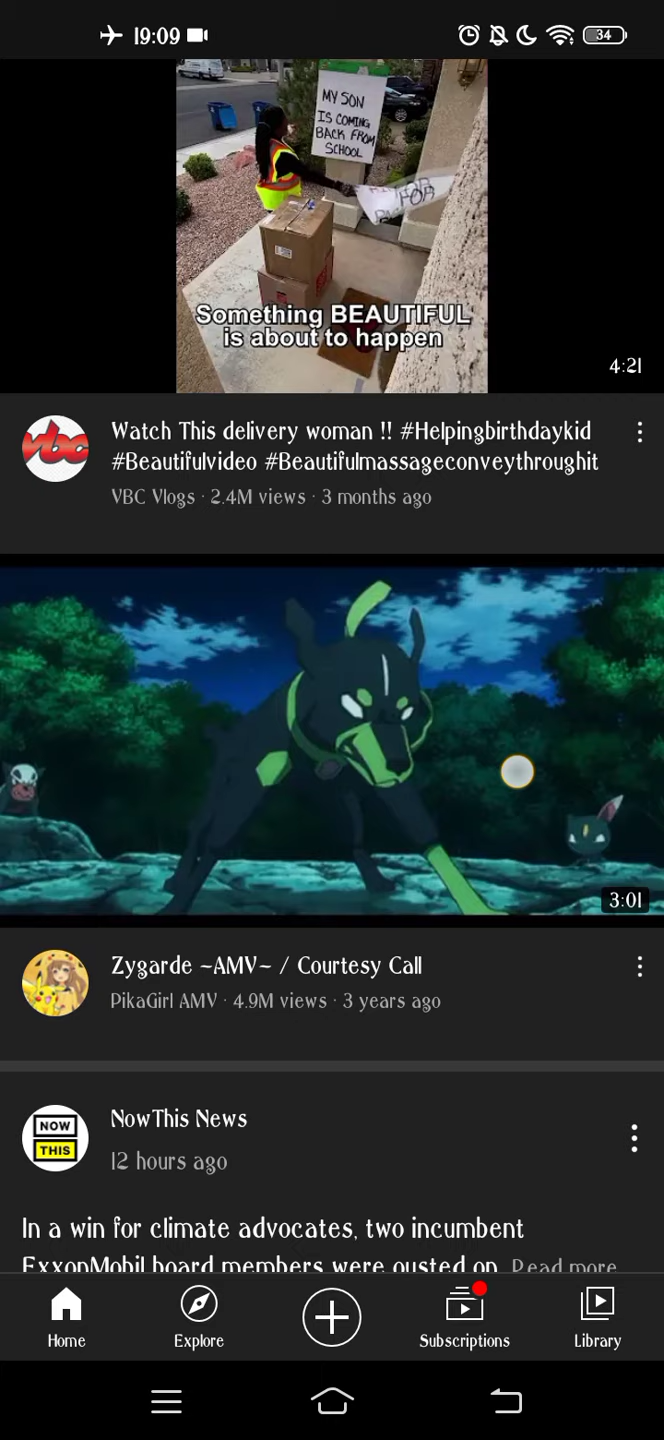 19:09
34
MY SON
IS COMING
BACK FROM
SCHOOL
FOR
Something BEAUTIFUL
is about to happen
4:21
vbc
Watch This delivery woman !! #Helpingbirthdaykid
#Beautifulvideo #Beautifulmassageconveythroughit
VBC Vlogs · 2.4M views · 3 months ago
3:01
Zygarde ~AMV~ / Courtesy Call
PikaGirl AMV · 4.9M views · 3 years ago
NOW
THIS
NowThis News
12 hours ago
In a win for climate advocates, two incumbent
ExxonMobil board members were ousted on Read more
Home
Explore
Subscriptions
Library